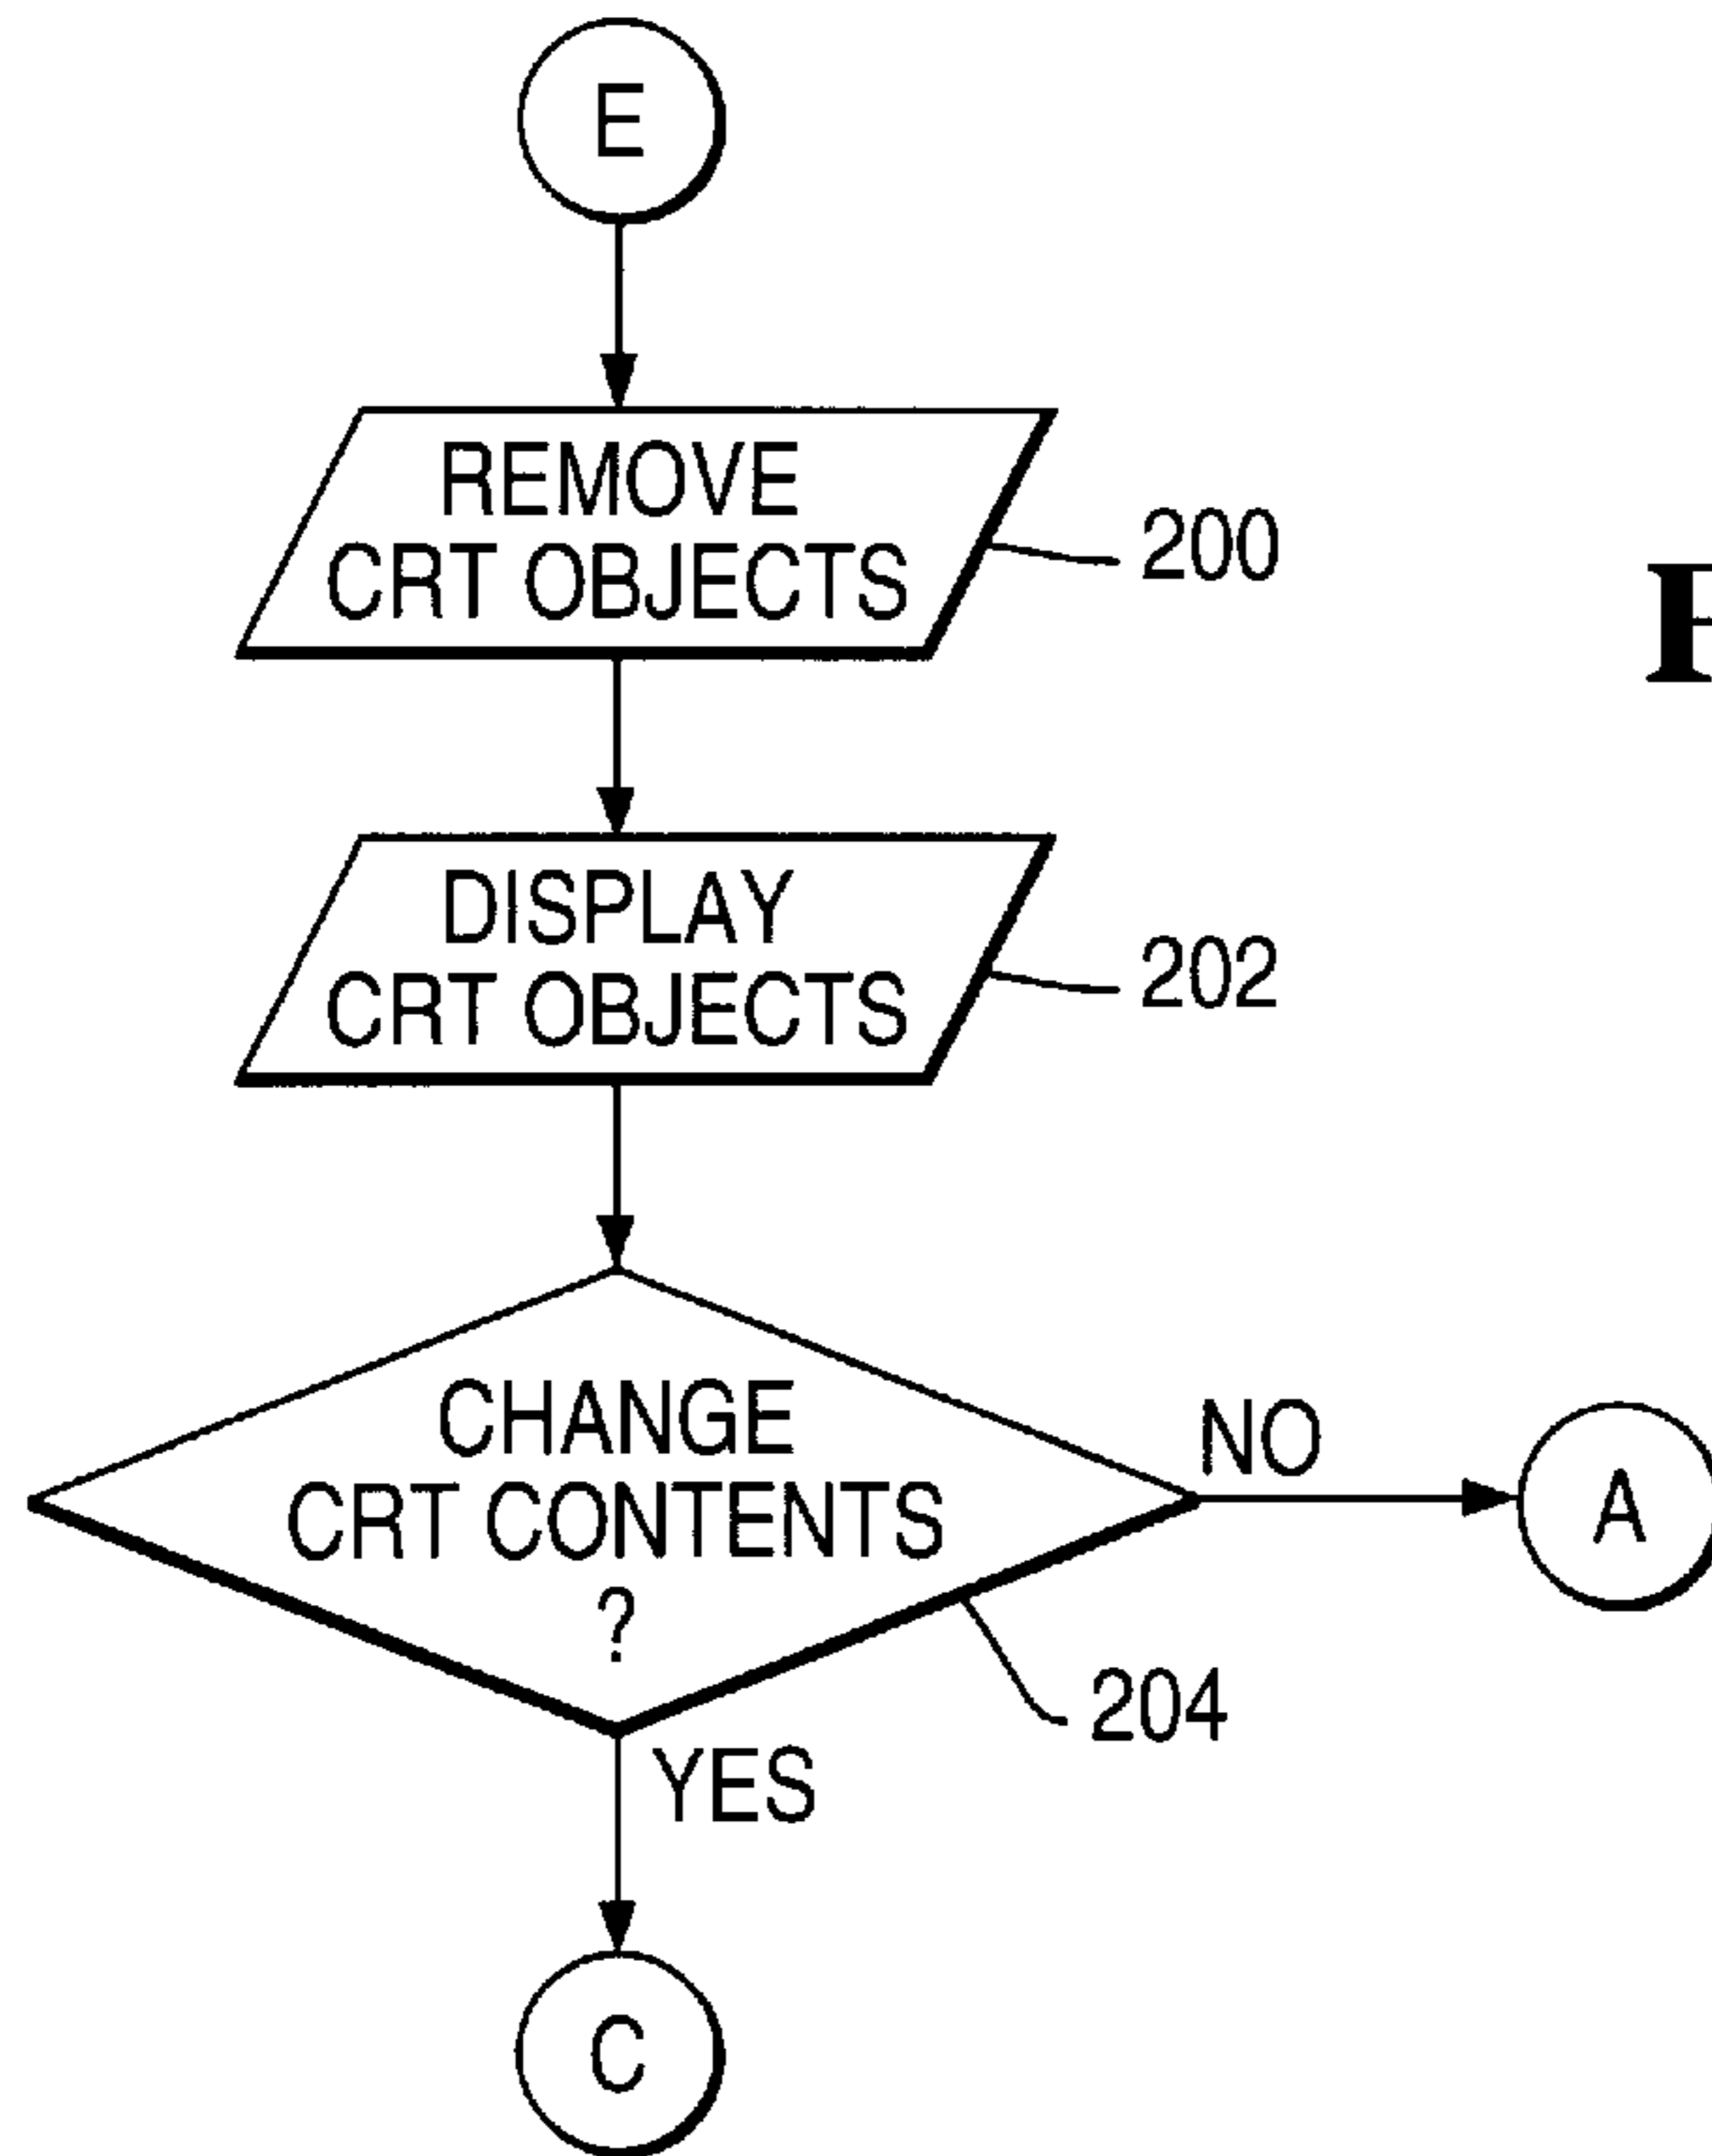 E
REMOVE
CRT OBJECTS
200
DISPLAY
CRT OBJECTS
202
CHANGE
CRT CONTENTS
?
NO
A
204
YES
C